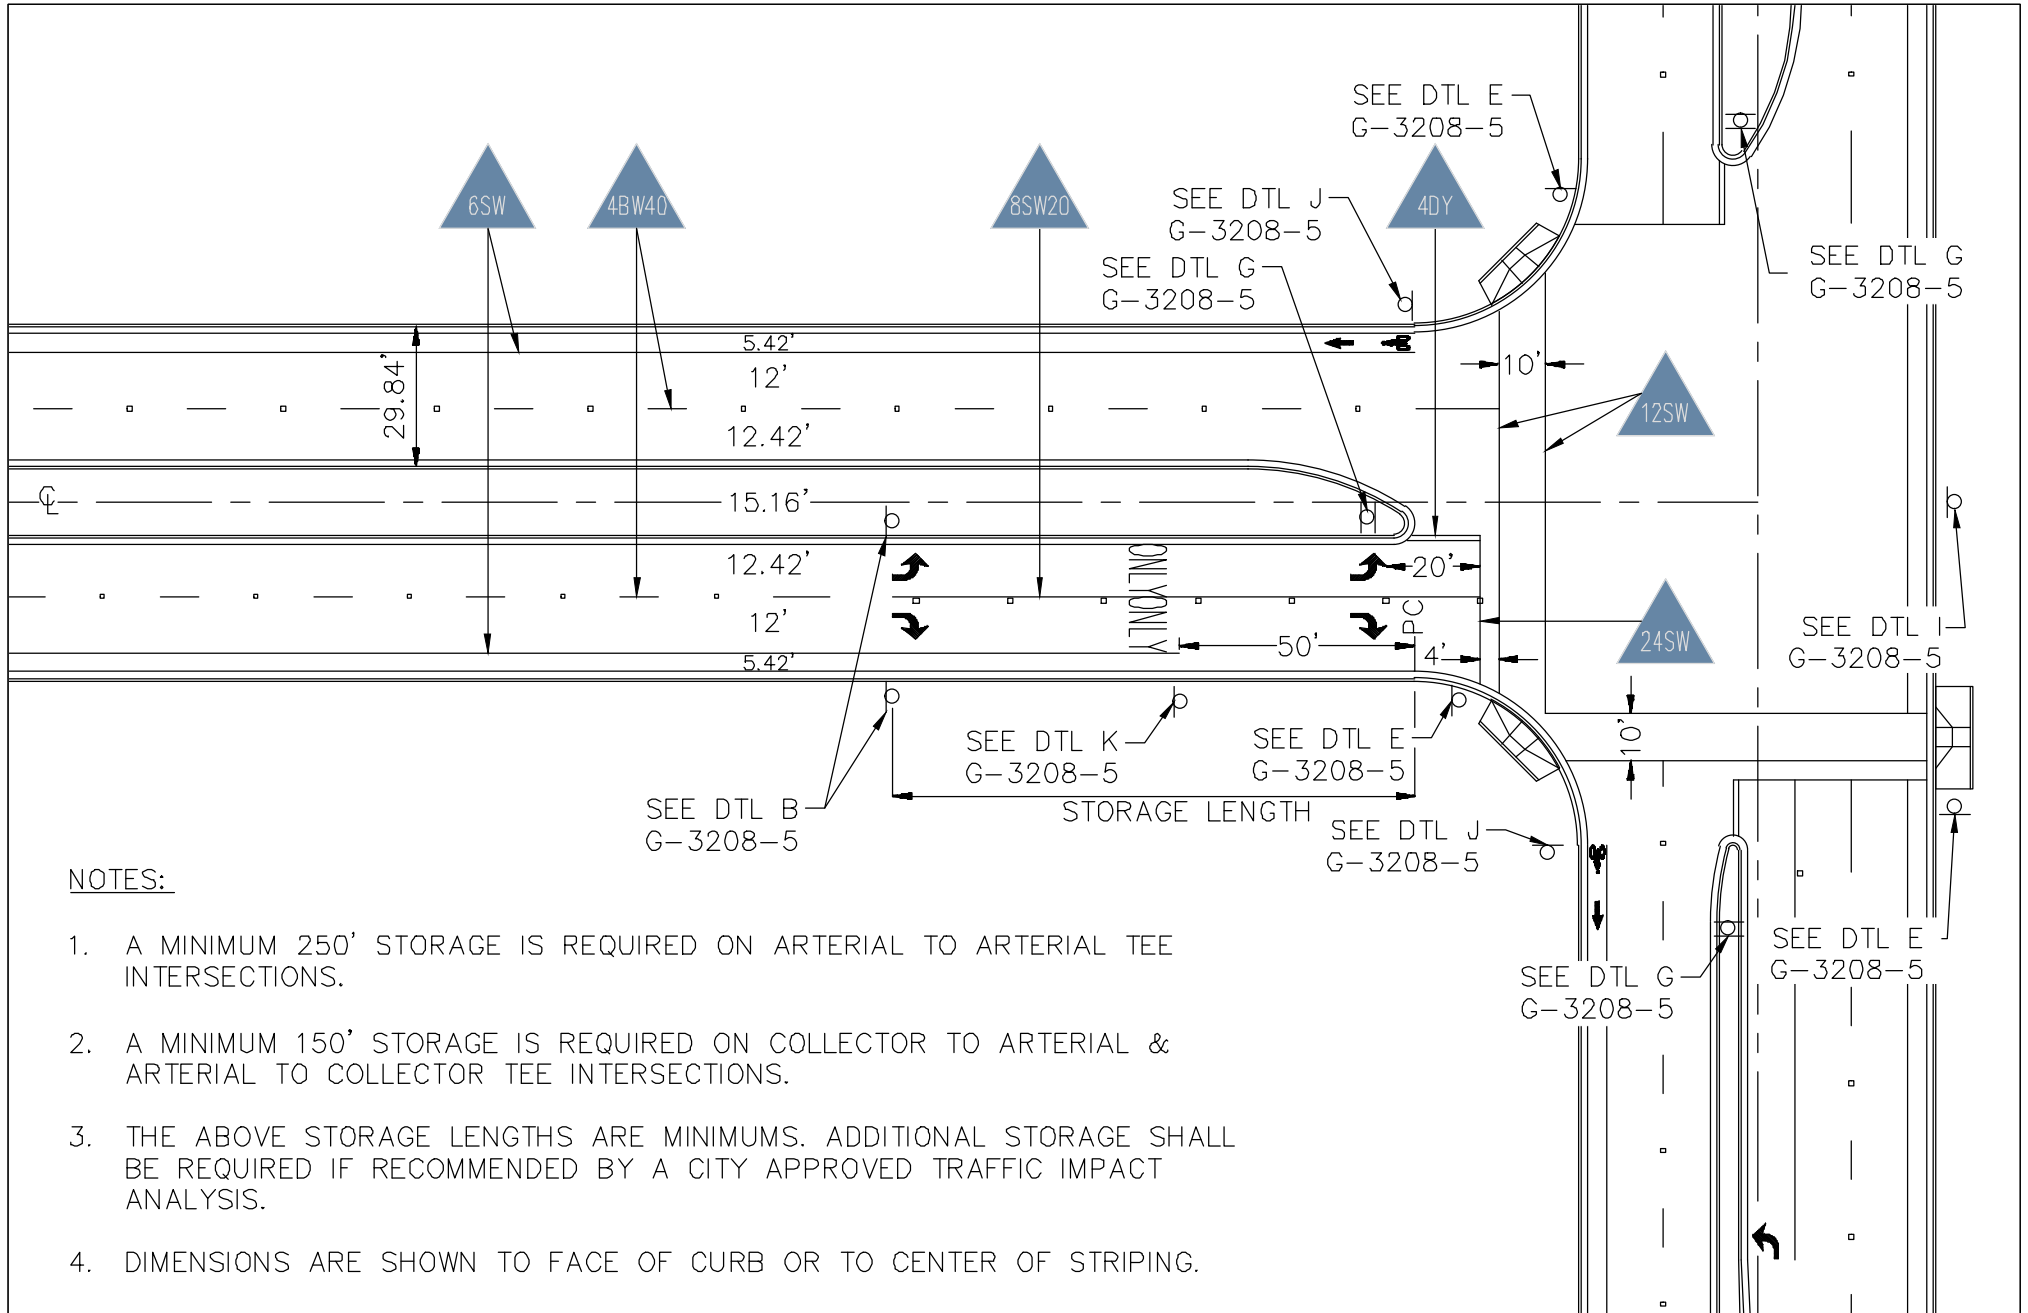 SEE DTL E
G-3208-5
6SW
4BW40
8SW20
4DY
SEE DTL J
G-3208-5
SEE DTL G
G-3208-5
SEE DTL G
G-3208-5
5.42'
12'
29.84'
12.42'
10'
12SW
℄
15.16'
12.42'
ONLY
ONLY
20'
12'
PC
50'
4'
24SW
5.42'
SEE DTL I
G-3208-5
10'
SEE DTL K
G-3208-5
SEE DTL E
G-3208-5
SEE DTL B
G-3208-5
STORAGE LENGTH
SEE DTL J
G-3208-5
SEE DTL E
G-3208-5
SEE DTL G
G-3208-5
NOTES:
1. A MINIMUM 250' STORAGE IS REQUIRED ON ARTERIAL TO ARTERIAL TEE
INTERSECTIONS.
2. A MINIMUM 150' STORAGE IS REQUIRED ON COLLECTOR TO ARTERIAL &
ARTERIAL TO COLLECTOR TEE INTERSECTIONS.
3. THE ABOVE STORAGE LENGTHS ARE MINIMUMS. ADDITIONAL STORAGE SHALL
BE REQUIRED IF RECOMMENDED BY A CITY APPROVED TRAFFIC IMPACT
ANALYSIS.
4. DIMENSIONS ARE SHOWN TO FACE OF CURB OR TO CENTER OF STRIPING.